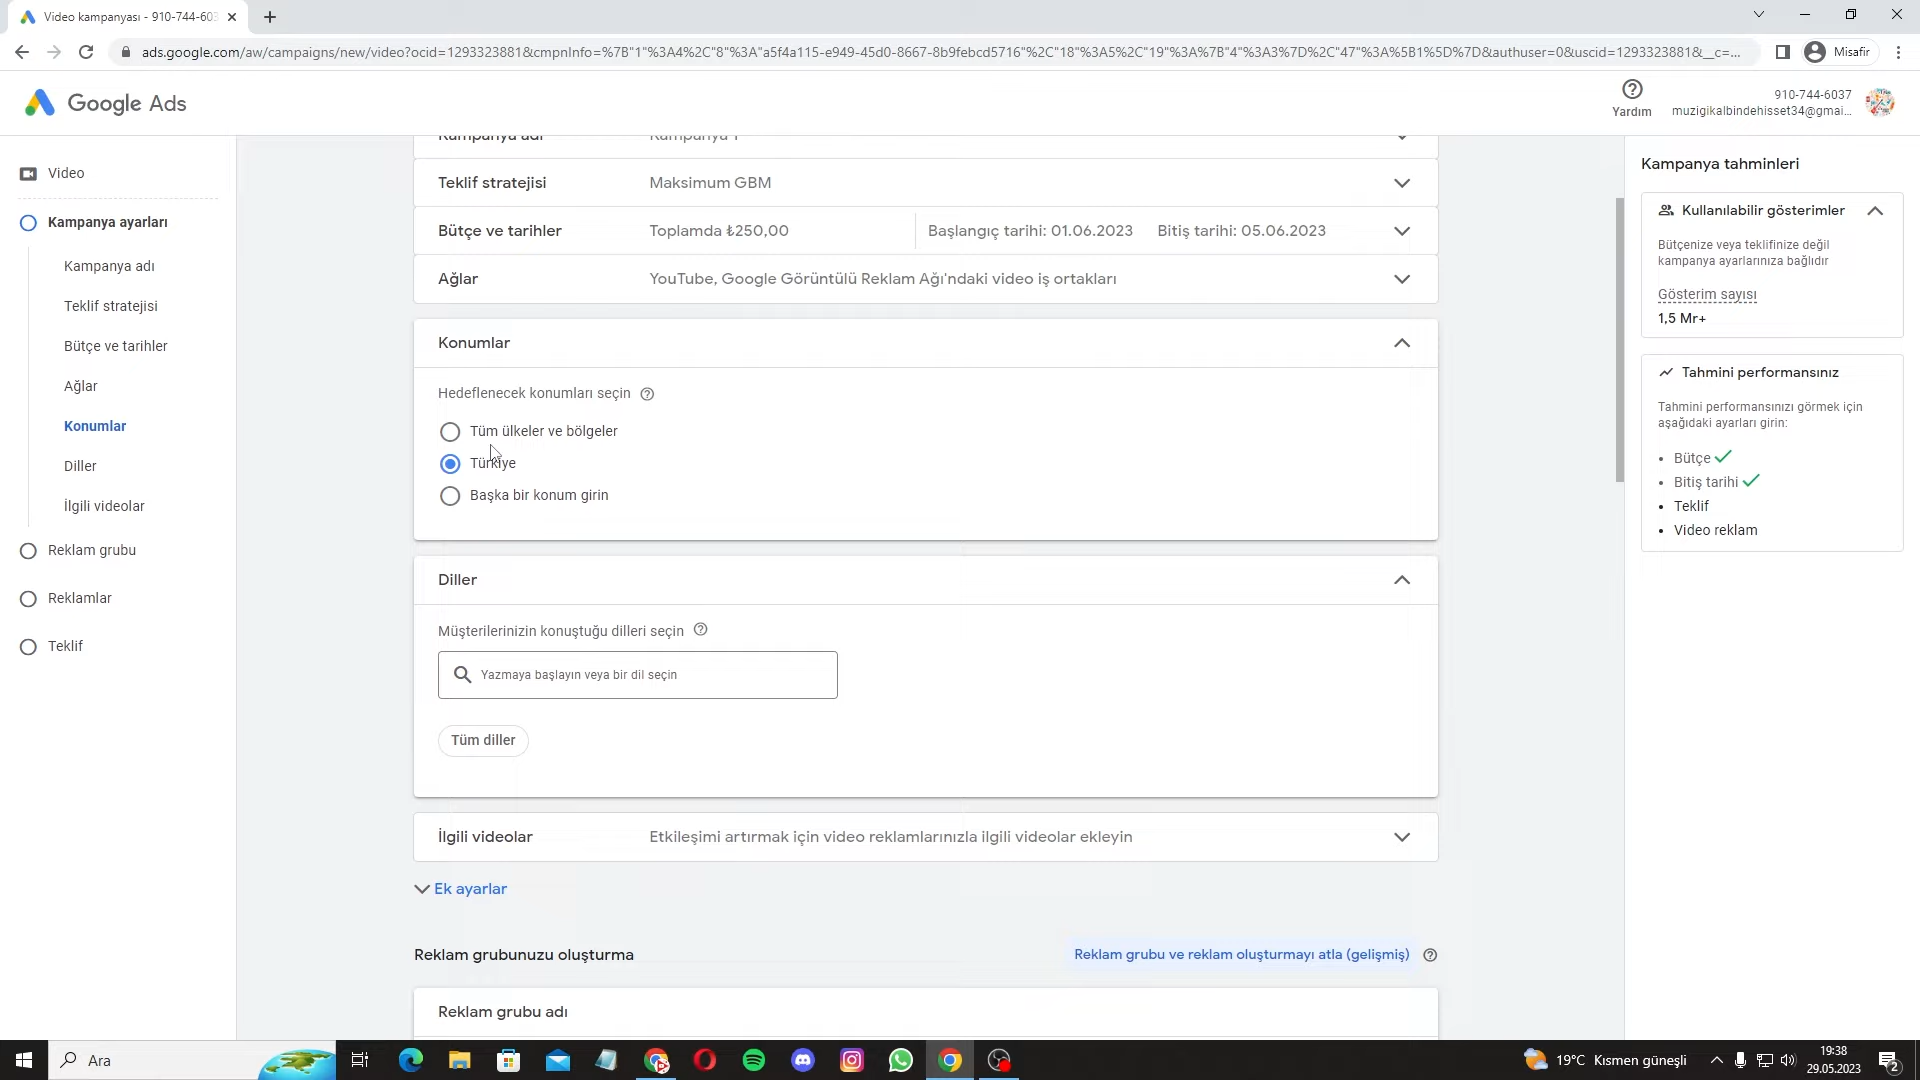 Video kampanyası - 910-744-603
ads.google.com/aw/campaigns/new/video?ocid=1293323881&cmpnInfo=%7B"1"%3A4%2C"8"%3A"a5f4a115-e949-45d0-8667-8b9febcd5716"%2C"18"%3A5%2C"19"%3A%7B"4"%3A3%7D%2C"47"%3A%5B1%5D%7D&authuser=0&uscid=1293323881&__c=...
Misafir
Google Ads
Yardım
910-744-6037
muzigikalbindehisset34@gmai...
Video
Kampanya ayarları
Kampanya adı
Teklif stratejisi
Bütçe ve tarihler
Ağlar
Konumlar
Diller
İlgili videolar
Reklam grubu
Reklamlar
Teklif
Kampanya adı Kampanya 1
Teklif stratejisi Maksimum GBM
Bütçe ve tarihler Toplamda ₺250,00 Başlangıç tarihi: 01.06.2023 Bitiş tarihi: 05.06.2023
Ağlar YouTube, Google Görüntülü Reklam Ağı'ndaki video iş ortakları
Konumlar
Hedeflenecek konumları seçin
Tüm ülkeler ve bölgeler
Türkiye
Başka bir konum girin
Diller
Müşterilerinizin konuştuğu dilleri seçin
Yazmaya başlayın veya bir dil seçin
Tüm diller
İlgili videolar Etkileşimi artırmak için video reklamlarınızla ilgili videolar ekleyin
Ek ayarlar
Reklam grubunuzu oluşturma Reklam grubu ve reklam oluşturmayı atla (gelişmiş)
Reklam grubu adı
Kampanya tahminleri
Kullanılabilir gösterimler
Bütçenize veya teklifinize değil
kampanya ayarlarınıza bağlıdır
Gösterim sayısı
1,5 Mr+
Tahmini performansınız
Tahmini performansınızı görmek için
aşağıdaki ayarları girin:
• Bütçe
• Bitiş tarihi
• Teklif
• Video reklam
Ara
19°C Kısmen güneşli
19:38
29.05.2023
2